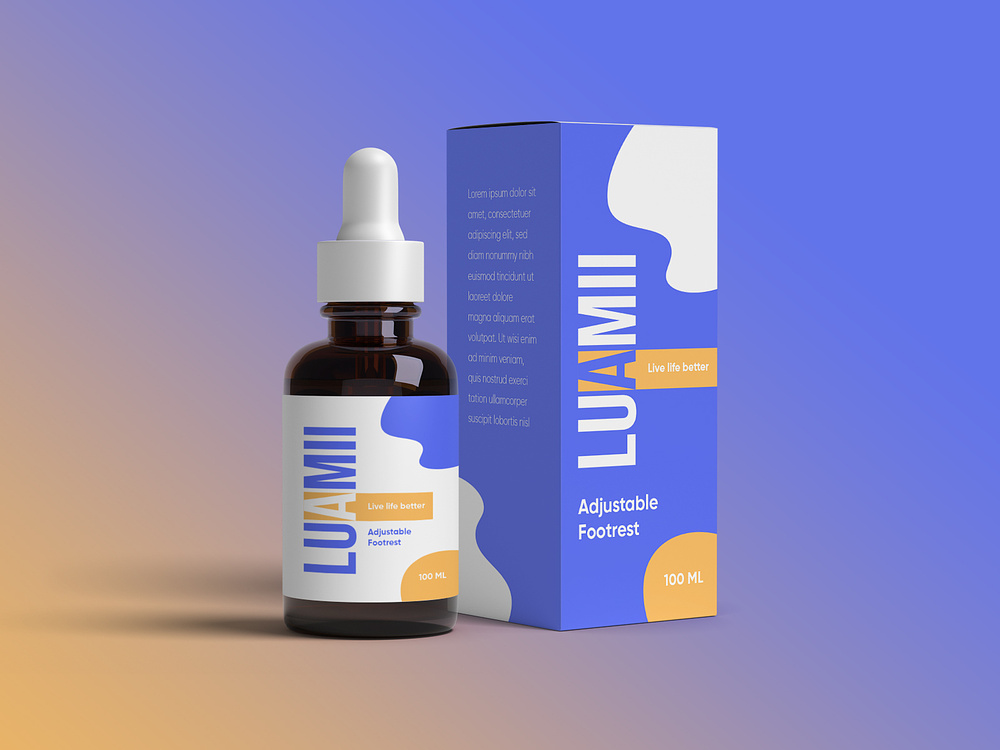 LUAMII
Live life better
Adjustable
Footrest
100 ML
Lorem ipsum dolor sit
amet, consectetuer
adipiscing elit, sed
diam nonummy nibh
euismod tincidunt ut
laoreet dolore
magna aliquam erat
volutpat. Ut wisi enim
ad minim veniam,
quis nostrud exerci
tation ullamcorper
suscipit lobortis nisl
LUAMII
Live life better
Adjustable
Footrest
100 ML